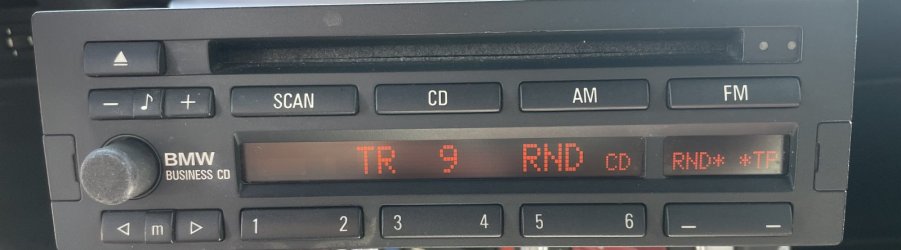 SCAN CD AM FM
BMW
BUSINESS CD
TR 9 RND CD RND* *TP
m 1 2 3 4 5 6